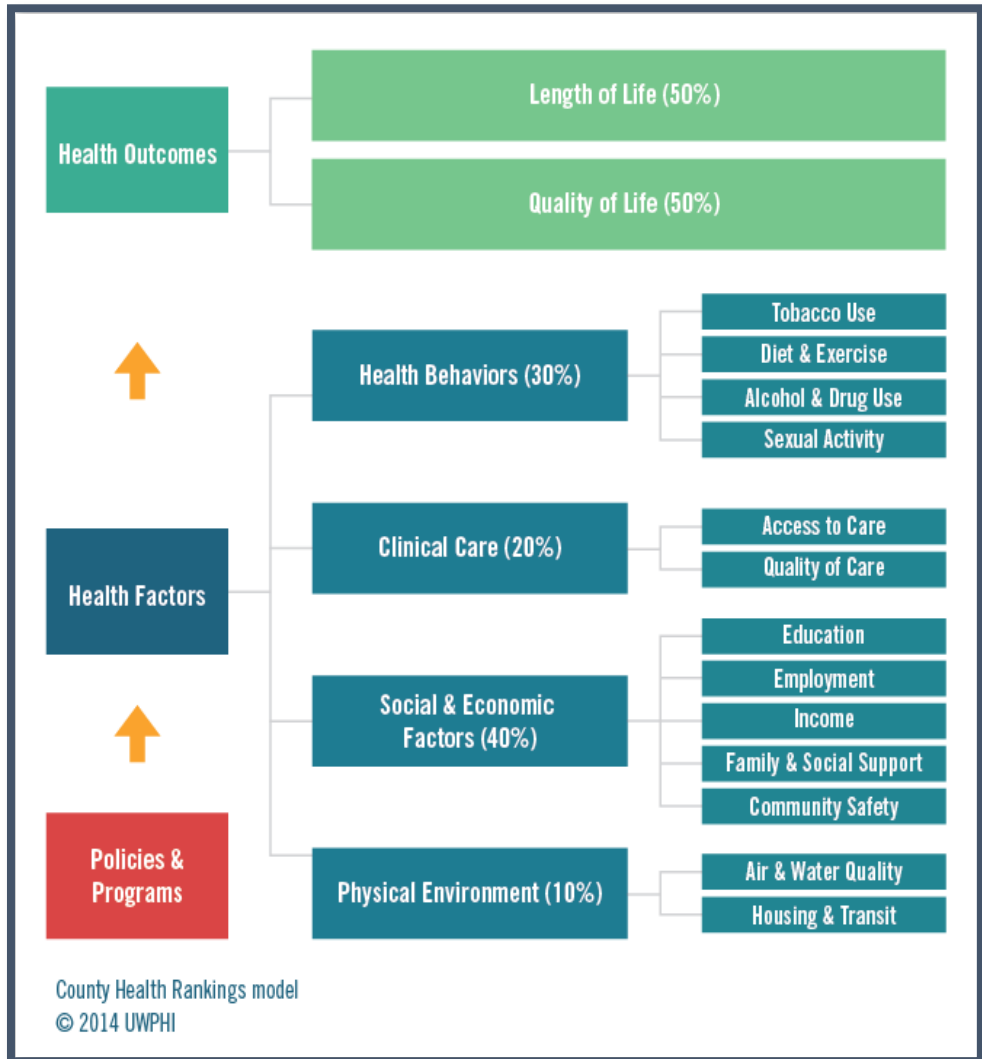 Health Outcomes
Length of Life (50%)
Quality of Life (50%)
Health Factors
Health Behaviors (30%)
Tobacco Use
Diet & Exercise
Alcohol & Drug Use
Sexual Activity
Clinical Care (20%)
Access to Care
Quality of Care
Social & Economic
Factors (40%)
Education
Employment
Income
Family & Social Support
Community Safety
Physical Environment (10%)
Air & Water Quality
Housing & Transit
Policies &
Programs
County Health Rankings model
© 2014 UWPHI